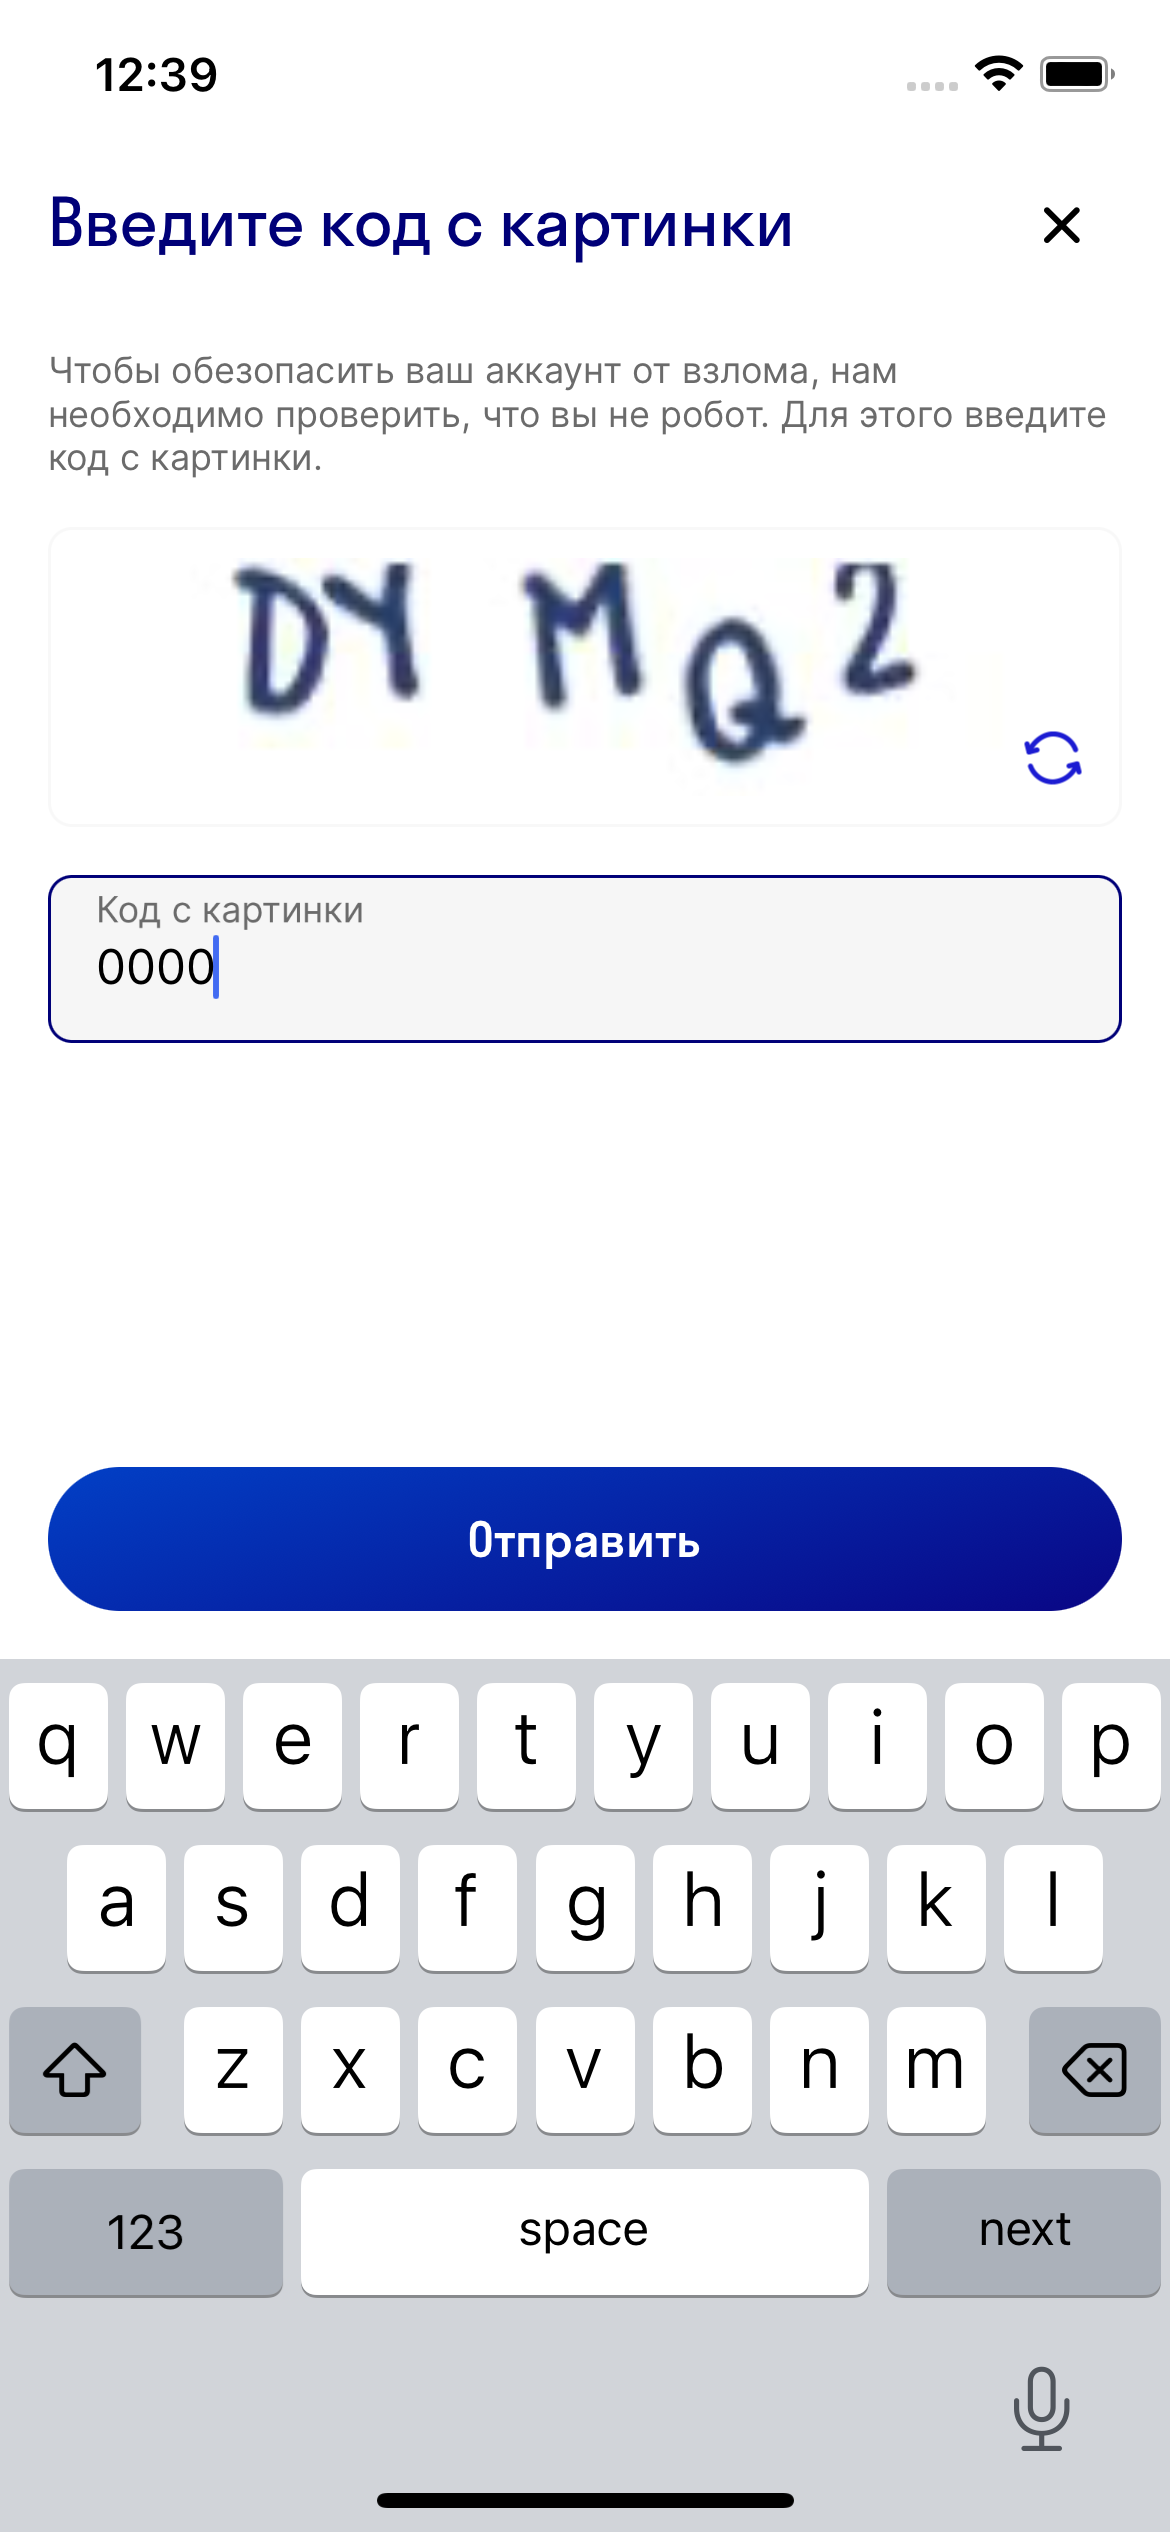 12:39
Введите код с картинки
Чтобы обезопасить ваш аккаунт от взлома, нам
необходимо проверить, что вы не робот. Для этого введите
код с картинки.
DY MQ2
Код с картинки
0000
Отправить
q w e r t y u i o p
a s d f g h j k l
z x c v b n m
123 space next